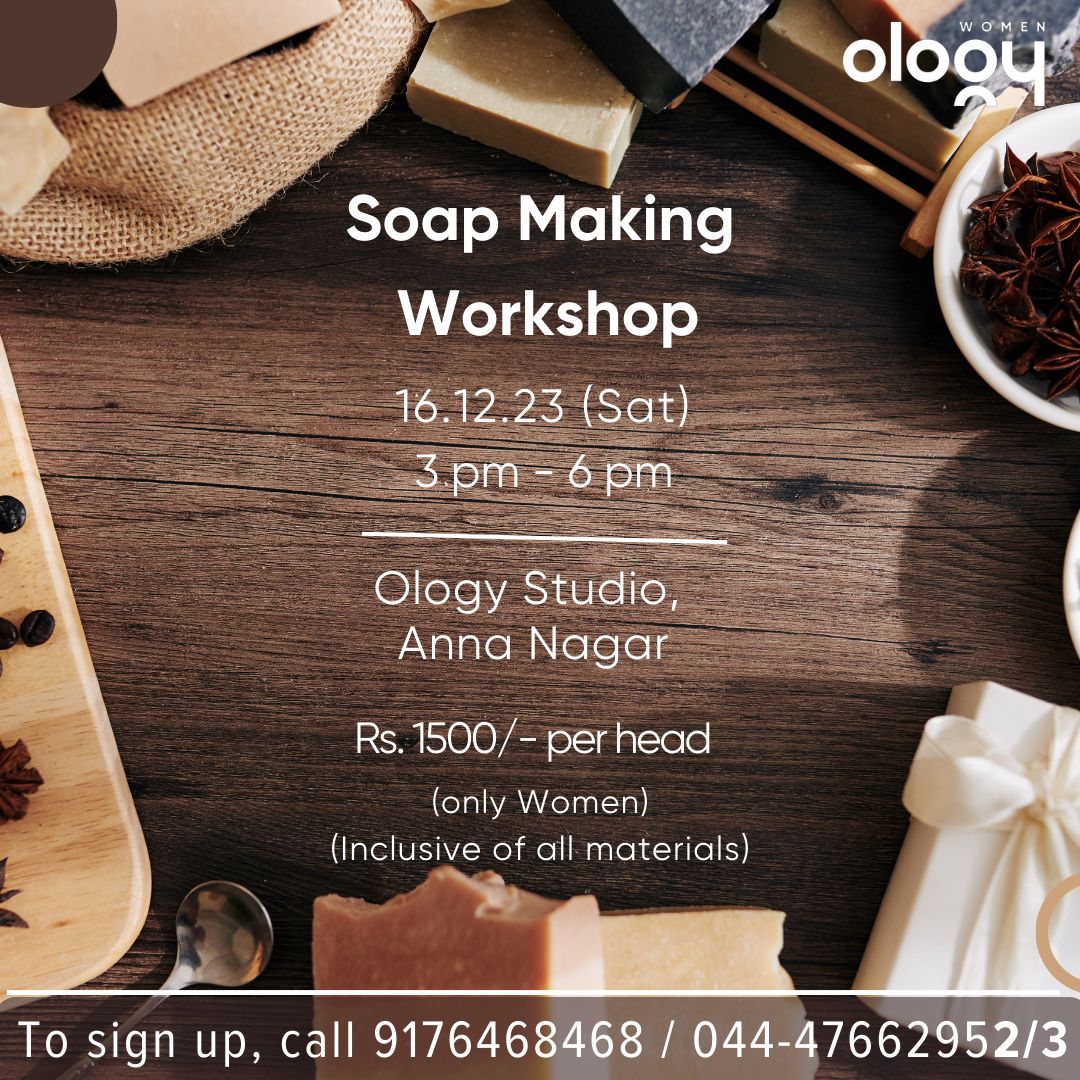 WOMEN
ology
Soap Making
Workshop
16.12.23 (Sat)
3 pm - 6 pm
Ology Studio,
Anna Nagar
Rs. 1500/- per head
(only Women)
(Inclusive of all materials)
To sign up, call 9176468468 / 044-47662952/3